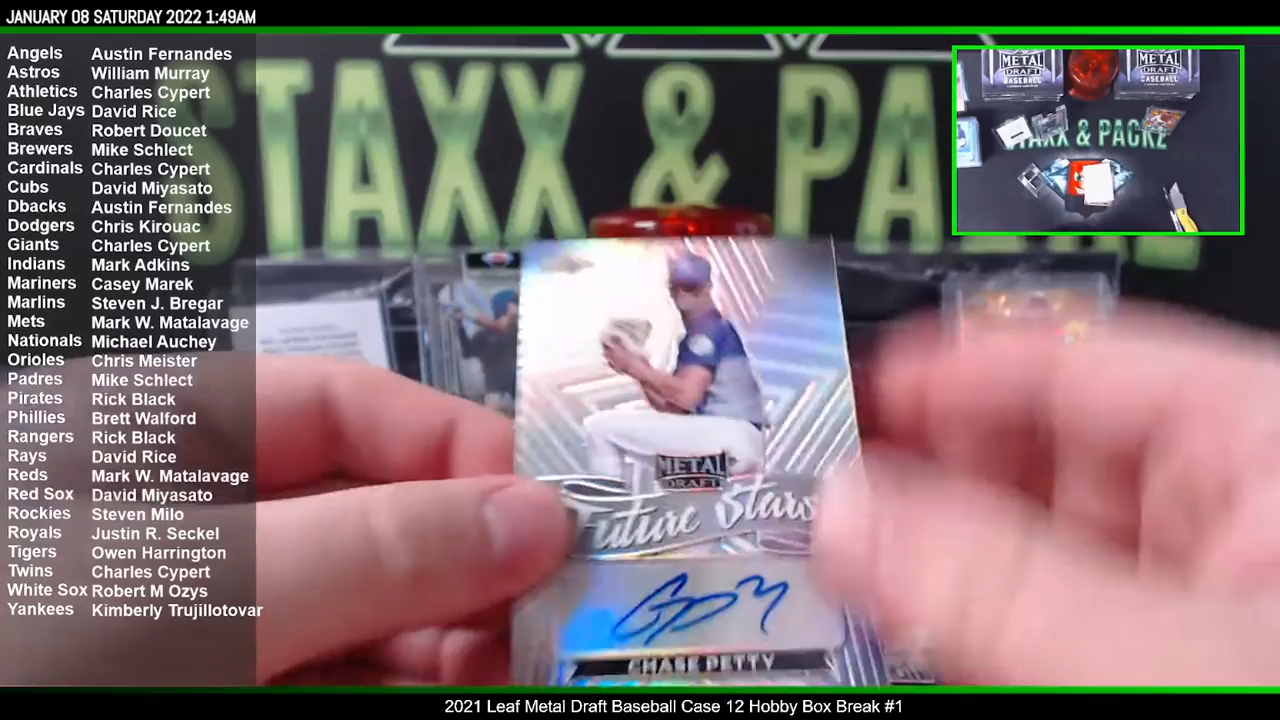 JANUARY 08 SATURDAY 2022 1:49AM
Angels Austin Fernandes
Astros William Murray
Athletics Charles Cypert
Blue Jays David Rice
Braves Robert Doucet
Brewers Mike Schlect
Cardinals Charles Cypert
Cubs David Miyasato
Dbacks Austin Fernandes
Dodgers Chris Kirouac
Giants Charles Cypert
Indians Mark Adkins
Mariners Casey Marek
Marlins Steven J. Bregar
Mets Mark W. Matalavage
Nationals Michael Auchey
Orioles Chris Meister
Padres Mike Schlect
Pirates Rick Black
Phillies Brett Walford
Rangers Rick Black
Rays David Rice
Reds Mark W. Matalavage
Red Sox David Miyasato
Rockies Steven Milo
Royals Justin R. Seckel
Tigers Owen Harrington
Twins Charles Cypert
White Sox Robert M Ozys
Yankees Kimberly Trujillotovar
STAXX & PACKZ
METAL
DRAFT
BASEBALL
METAL
DRAFT
BASEBALL
STAXX & PACKZ
METAL
DRAFT
Future Stars
CHASE PETTY
2021 Leaf Metal Draft Baseball Case 12 Hobby Box Break #1